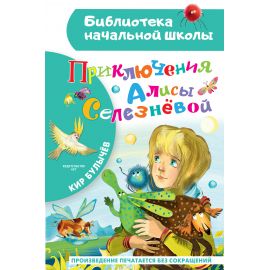 Библиотека
начальной школы
Приключения
Алисы
Селезнёвой
КИР БУЛЫЧЁВ
ПРОИЗВЕДЕНИЕ ПЕЧАТАЕТСЯ БЕЗ СОКРАЩЕНИЙ